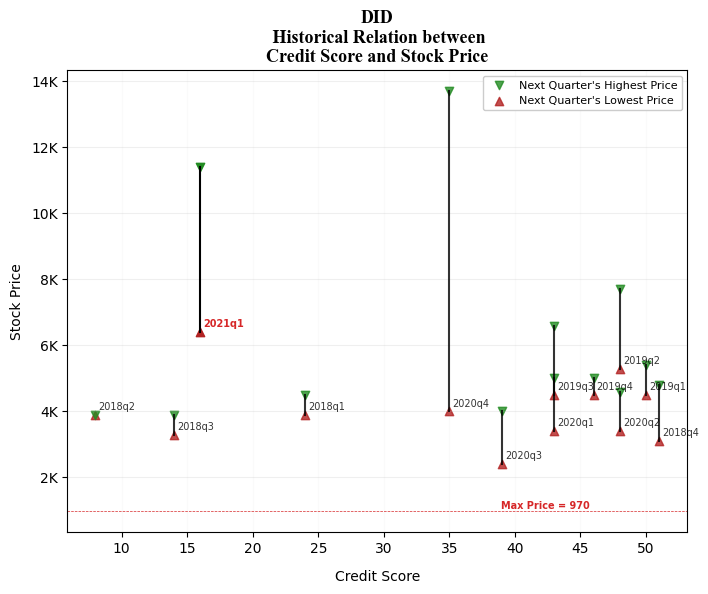 DID
Historical Relation between
Credit Score and Stock Price
Next Quarter's Highest Price
Next Quarter's Lowest Price
14K
12K
10K
8K
6K
4K
2K
Stock Price
2021q1
2018q2
2018q3
2018q1
2020q4
2020q3
2019q2
2019q3
2019q4
2019q1
2020q1
2020q2
2018q4
Max Price = 970
10
15
20
25
30
35
40
45
50
Credit Score